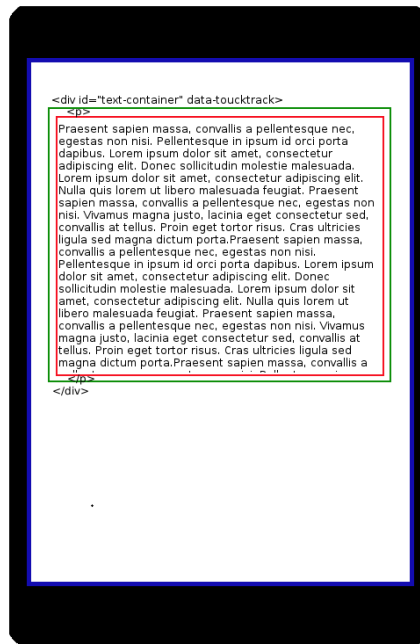 <div id="text-container" data-toucktrack>
<p>
Praesent sapien massa, convallis a pellentesque nec,
egestas non nisi. Pellentesque in ipsum id orci porta
dapibus. Lorem ipsum dolor sit amet, consectetur
adipiscing elit. Donec sollicitudin molestie malesuada.
Lorem ipsum dolor sit amet, consectetur adipiscing elit.
Nulla quis lorem ut libero malesuada feugiat. Praesent
sapien massa, convallis a pellentesque nec, egestas non
nisi. Vivamus magna justo, lacinia eget consectetur sed,
convallis at tellus. Proin eget tortor risus. Cras ultricies
ligula sed magna dictum porta.Praesent sapien massa,
convallis a pellentesque nec, egestas non nisi.
Pellentesque in ipsum id orci porta dapibus. Lorem ipsum
dolor sit amet, consectetur adipiscing elit. Donec
sollicitudin molestie malesuada. Lorem ipsum dolor sit
amet, consectetur adipiscing elit. Nulla quis lorem ut
libero malesuada feugiat. Praesent sapien massa,
convallis a pellentesque nec, egestas non nisi. Vivamus
magna justo, lacinia eget consectetur sed, convallis at
tellus. Proin eget tortor risus. Cras ultricies ligula sed
magna dictum porta.Praesent sapien massa, convallis a
</p>
</div>